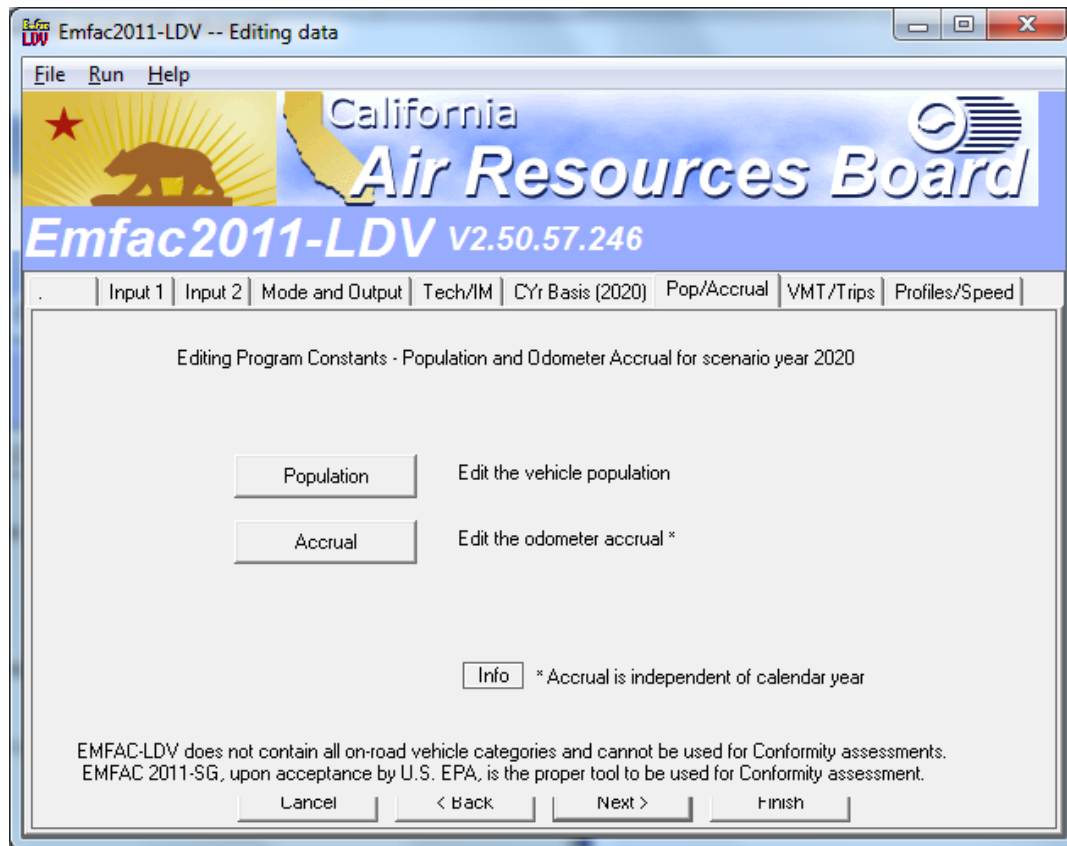 Emfac2011-LDV -- Editing data
File Run Help
California
Air Resources Board
Emfac2011-LDV V2.50.57.246
. Input 1 Input 2 Mode and Output Tech/IM CYr Basis (2020) Pop/Accrual VMT/Trips Profiles/Speed
Editing Program Constants - Population and Odometer Accrual for scenario year 2020
Population Edit the vehicle population
Accrual Edit the odometer accrual *
Info * Accrual is independent of calendar year
EMFAC-LDV does not contain all on-road vehicle categories and cannot be used for Conformity assessments.
EMFAC 2011-SG, upon acceptance by U.S. EPA, is the proper tool to be used for Conformity assessment.
Cancel < Back Next > Finish